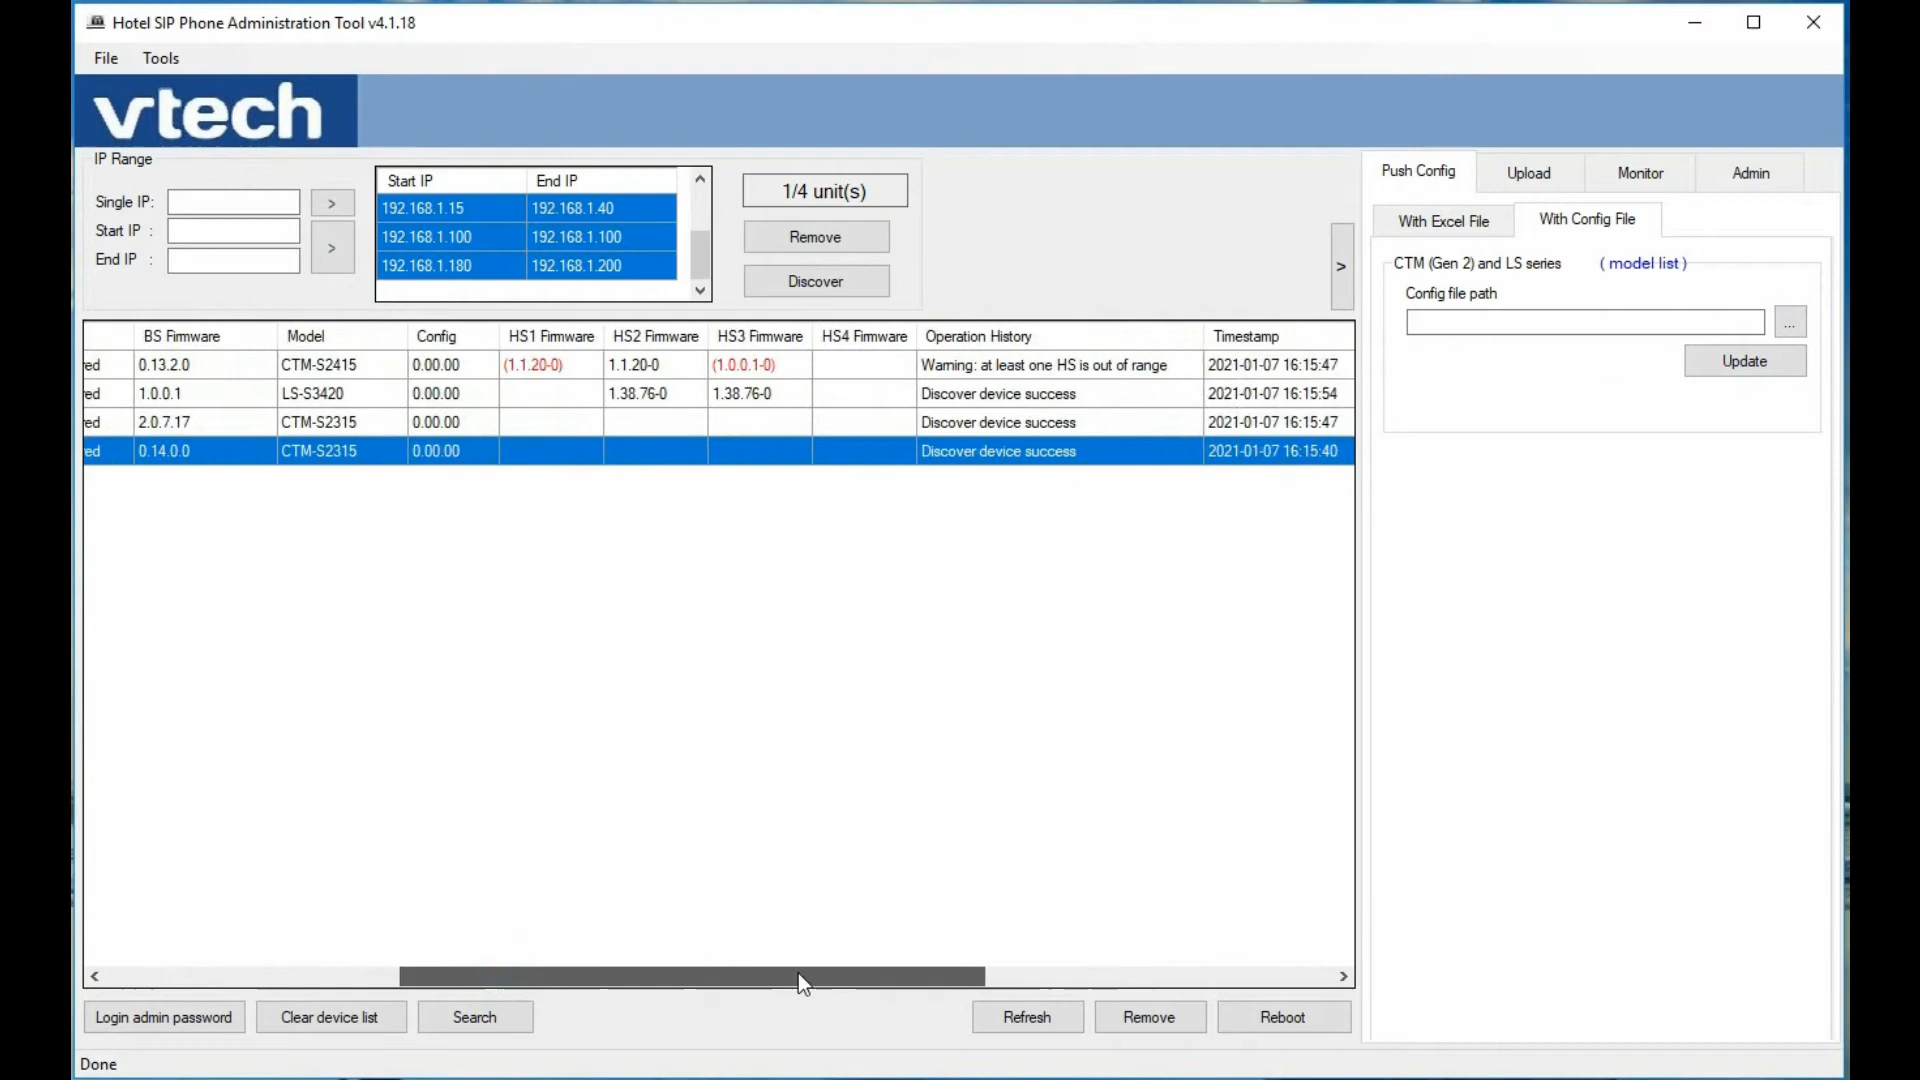 Hotel SIP Phone Administration Tool v4.1.18
File Tools
vtech
IP Range
Single IP: >
Start IP :
End IP : >
Start IP End IP
192.168.1.15 192.168.1.40
192.168.1.100 192.168.1.100
192.168.1.180 192.168.1.200
1/4 unit(s)
Remove
Discover
>
BS Firmware Model Config HS1 Firmware HS2 Firmware HS3 Firmware HS4 Firmware Operation History Timestamp
red 0.13.2.0 CTM-S2415 0.00.00 (1.1.20-0) 1.1.20-0 (1.0.0.1-0) Warning: at least one HS is out of range 2021-01-07 16:15:47
red 1.0.0.1 LS-S3420 0.00.00 1.38.76-0 1.38.76-0 Discover device success 2021-01-07 16:15:54
red 2.0.7.17 CTM-S2315 0.00.00 Discover device success 2021-01-07 16:15:47
red 0.14.0.0 CTM-S2315 0.00.00 Discover device success 2021-01-07 16:15:40
Login admin password Clear device list Search Refresh Remove Reboot
Done
Push Config Upload Monitor Admin
With Excel File With Config File
CTM (Gen 2) and LS series ( model list )
Config file path
...
Update